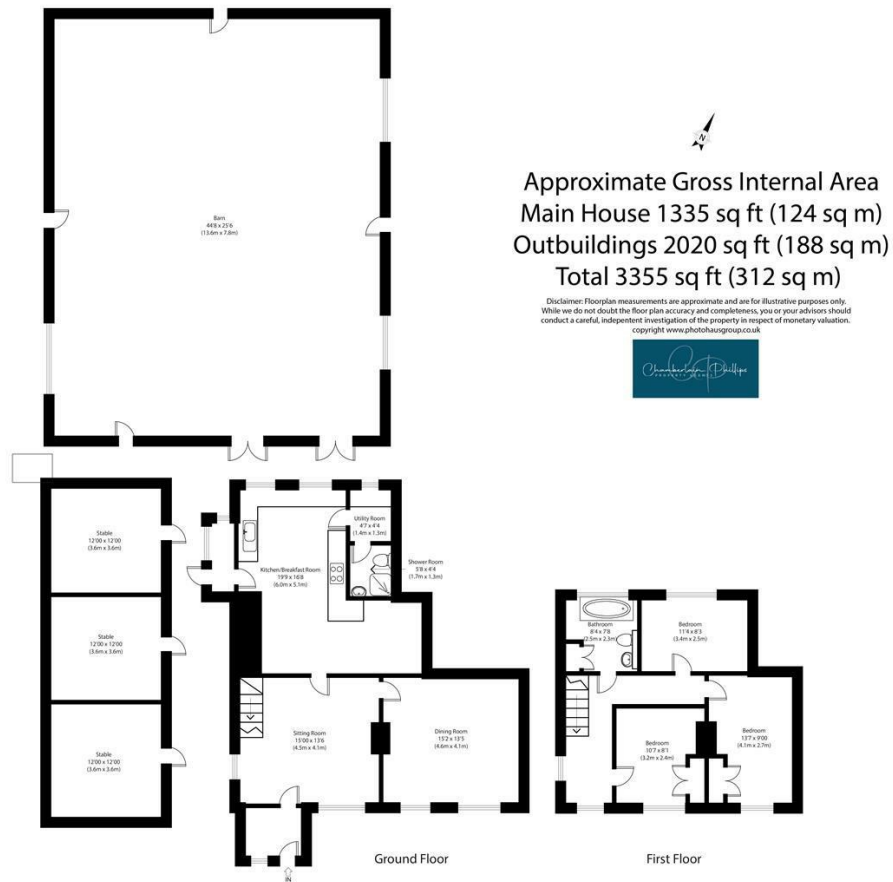 Barn
44'8 x 25'6
(13.6m x 7.8m)
N
Approximate Gross Internal Area
Main House 1335 sq ft (124 sq m)
Outbuildings 2020 sq ft (188 sq m)
Total 3355 sq ft (312 sq m)
Disclaimer: Floorplan measurements are approximate and are for illustrative purposes only.
While we do not doubt the floor plan accuracy and completeness, you or your advisors should
conduct a careful, indepentent investigation of the property in respect of monetary valuation.
copyright www.photohausgroup.co.uk
Chamberlain Phillips
Stable
12'00 x 12'00
(3.6m x 3.6m)
Stable
12'00 x 12'00
(3.6m x 3.6m)
Stable
12'00 x 12'00
(3.6m x 3.6m)
Utility Room
4'7 x 4'4
(1.4m x 1.3m)
Shower Room
5'8 x 4'4
(1.7m x 1.3m)
Kitchen/Breakfast Room
19'9 x 16'8
(6.0m x 5.1m)
Sitting Room
15'00 x 13'6
(4.5m x 4.1m)
Dining Room
15'2 x 13'5
(4.6m x 4.1m)
IN
Ground Floor
Bathroom
8'4 x 7'8
(2.5m x 2.3m)
Bedroom
11'4 x 8'3
(3.4m x 2.5m)
Bedroom
10'7 x 8'1
(3.2m x 2.4m)
Bedroom
13'7 x 9'00
(4.1m x 2.7m)
First Floor